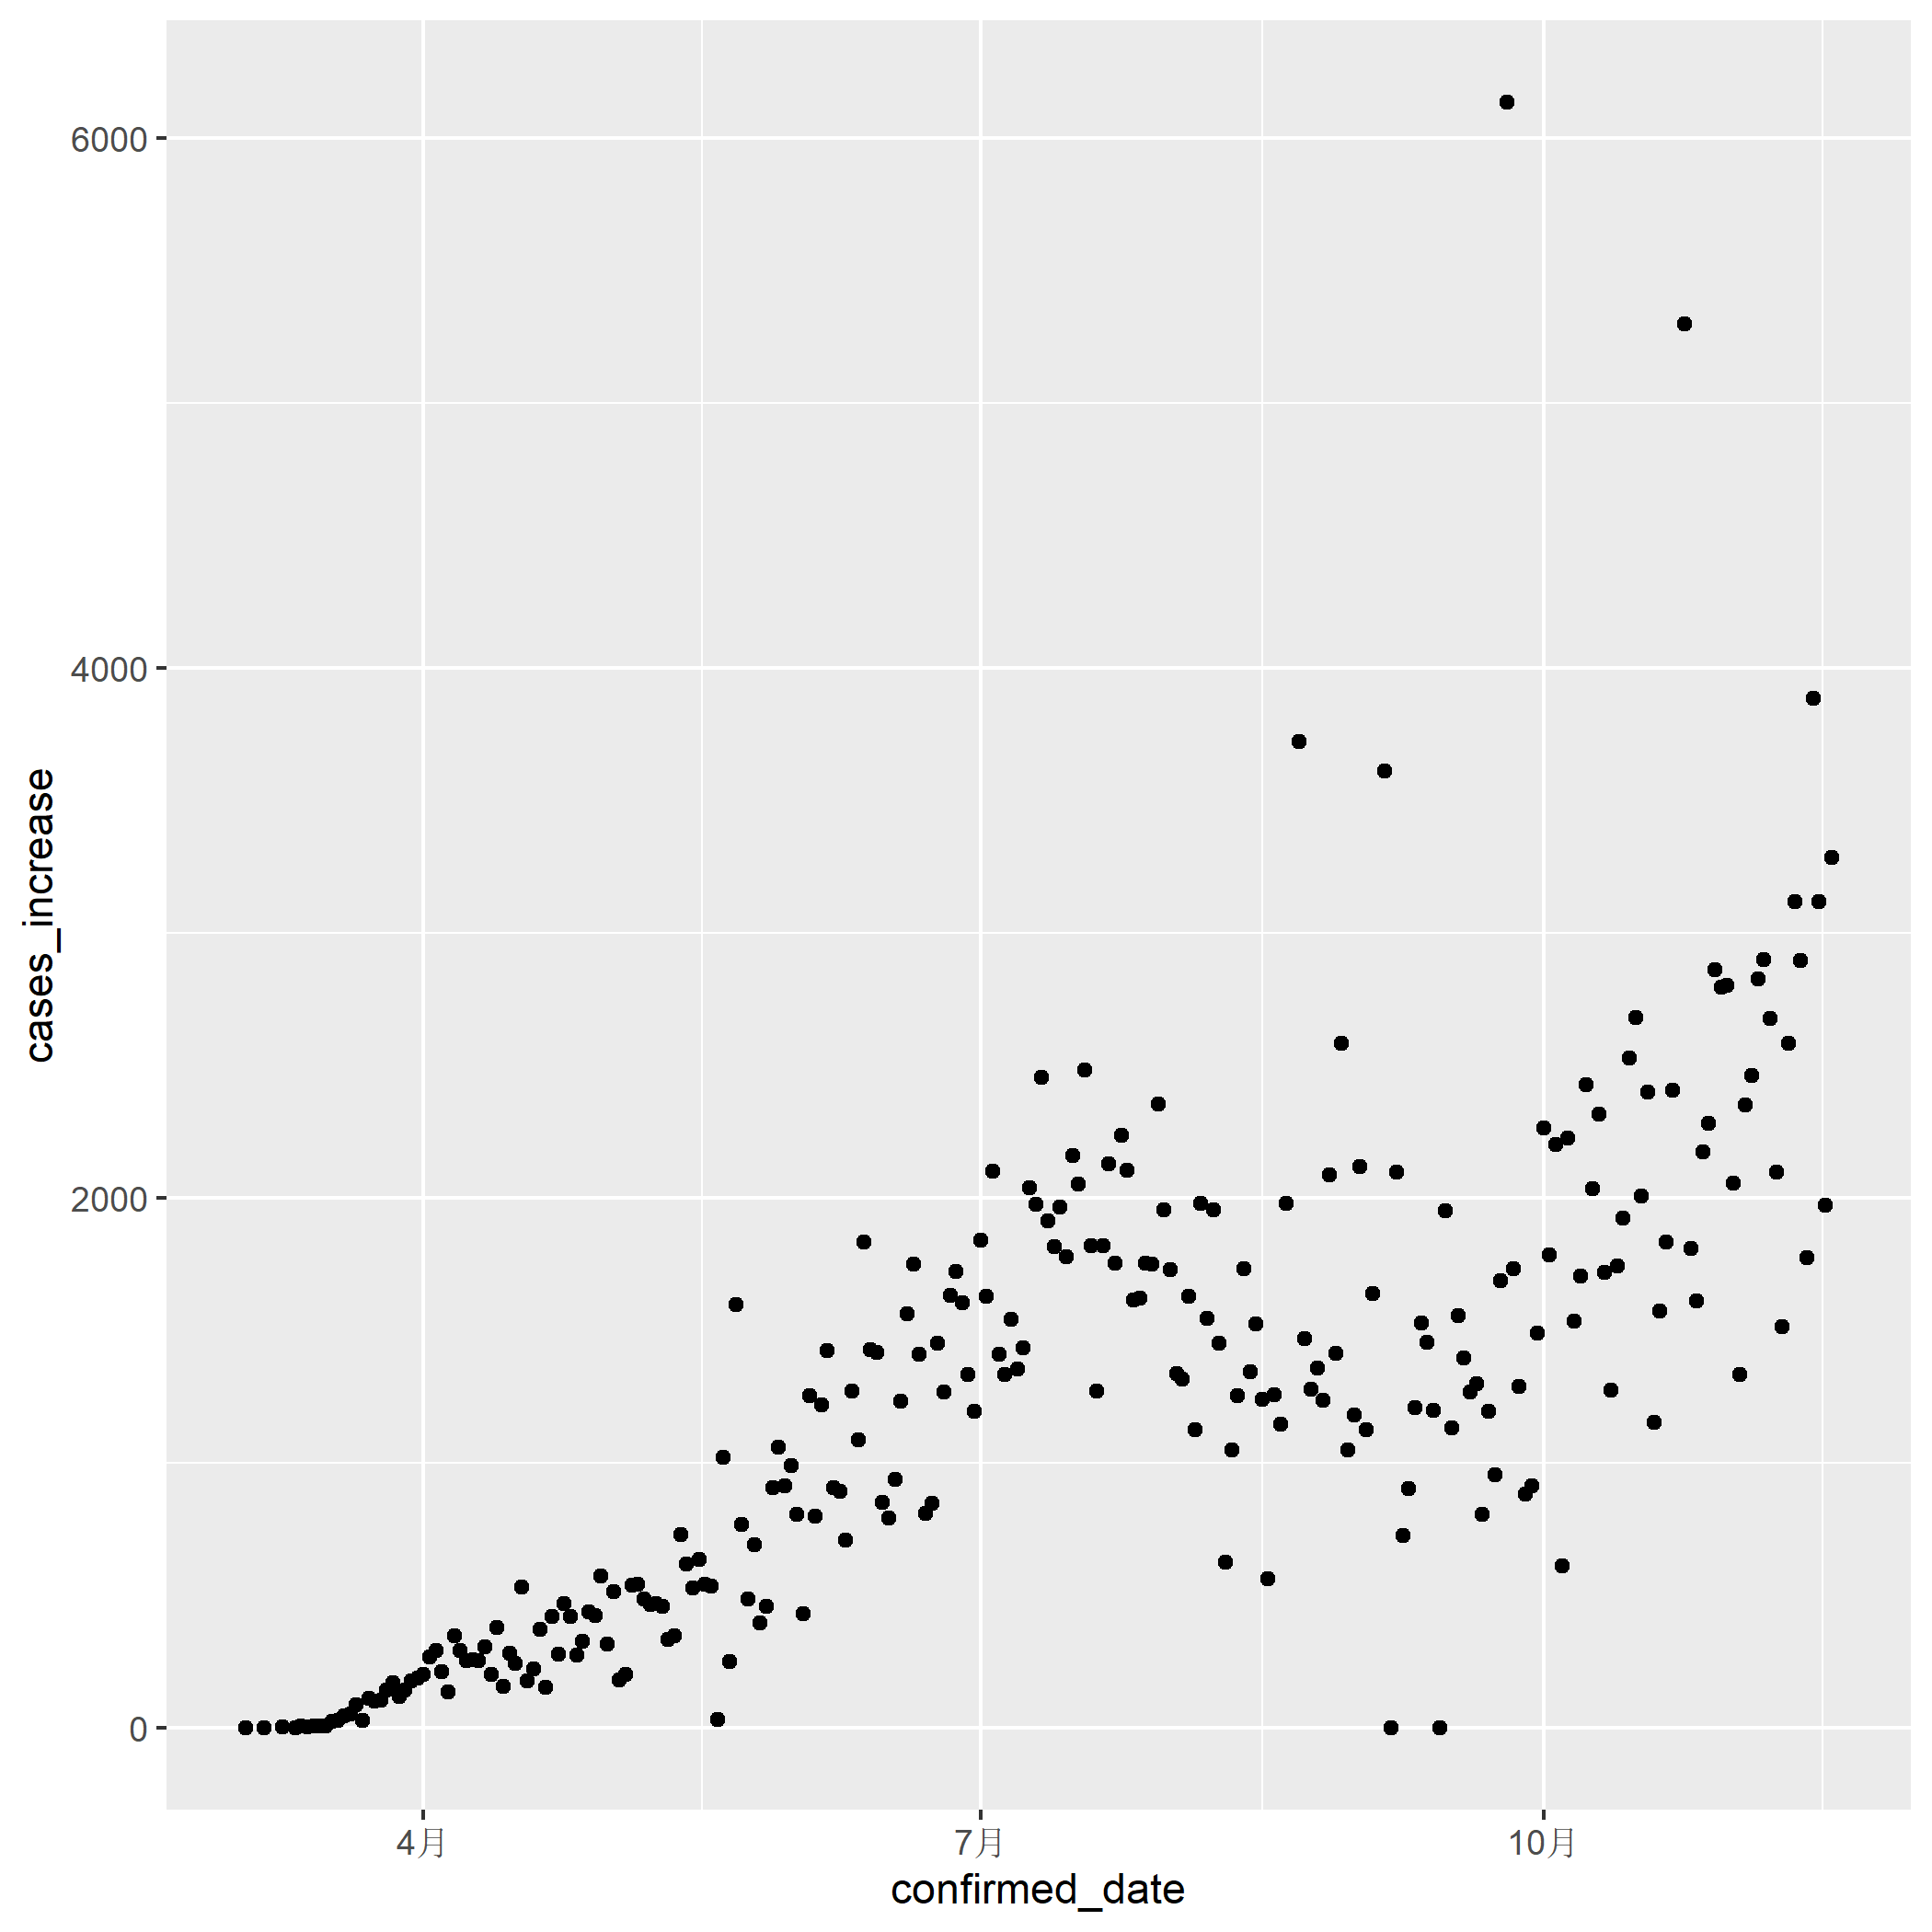 6000
4000
2000
0
cases_increase
4月
7月
10月
confirmed_date